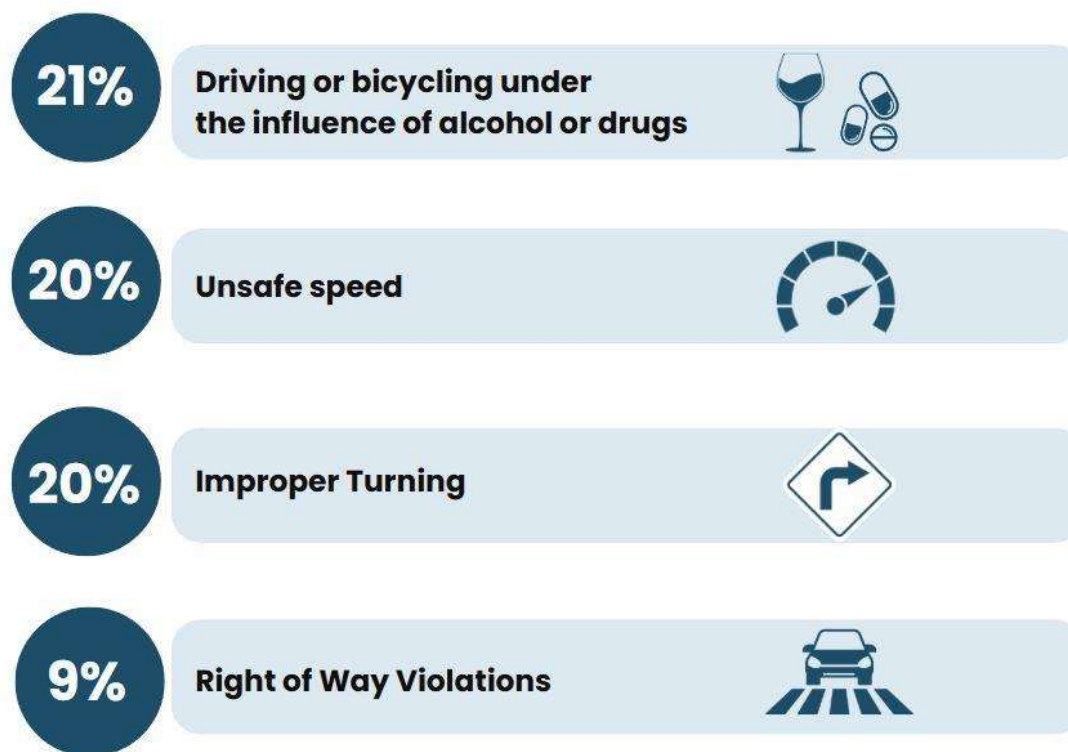 21%
Driving or bicycling under
the influence of alcohol or drugs
20%
Unsafe speed
20%
Improper Turning
9%
Right of Way Violations